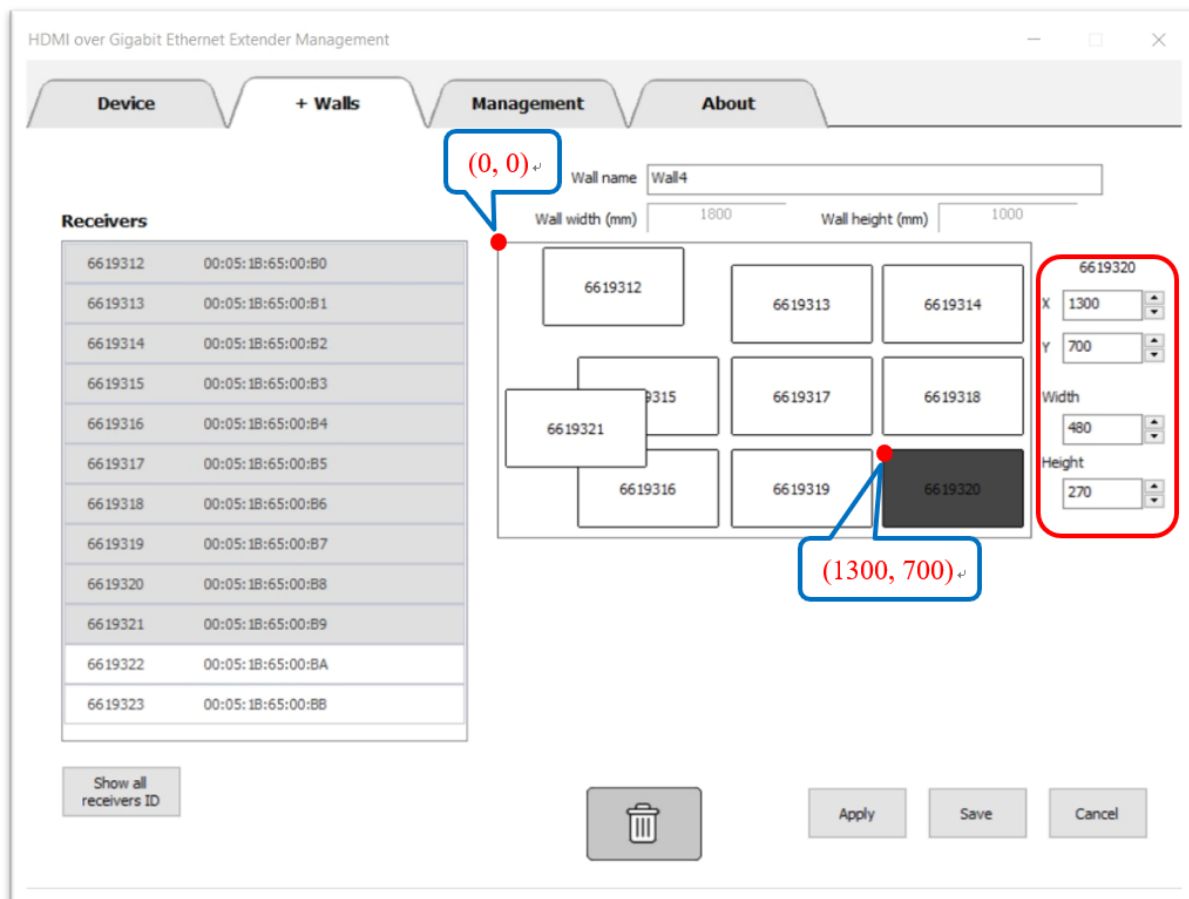 HDMI over Gigabit Ethernet Extender Management
Device + Walls Management About
(0, 0)
Wall name Wall4
Wall width (mm) 1800 Wall height (mm) 1000
Receivers
6619312 00:05:1B:65:00:B0
6619313 00:05:1B:65:00:B1
6619314 00:05:1B:65:00:B2
6619315 00:05:1B:65:00:B3
6619316 00:05:1B:65:00:B4
6619317 00:05:1B:65:00:B5
6619318 00:05:1B:65:00:B6
6619319 00:05:1B:65:00:B7
6619320 00:05:1B:65:00:B8
6619321 00:05:1B:65:00:B9
6619322 00:05:1B:65:00:BA
6619323 00:05:1B:65:00:BB
Show all
receivers ID
6619312
6619313 6619314
9315 6619317 6619318
6619321
6619316 6619319 6619320
(1300, 700)
6619320
X 1300
Y 700
Width
480
Height
270
Apply Save Cancel